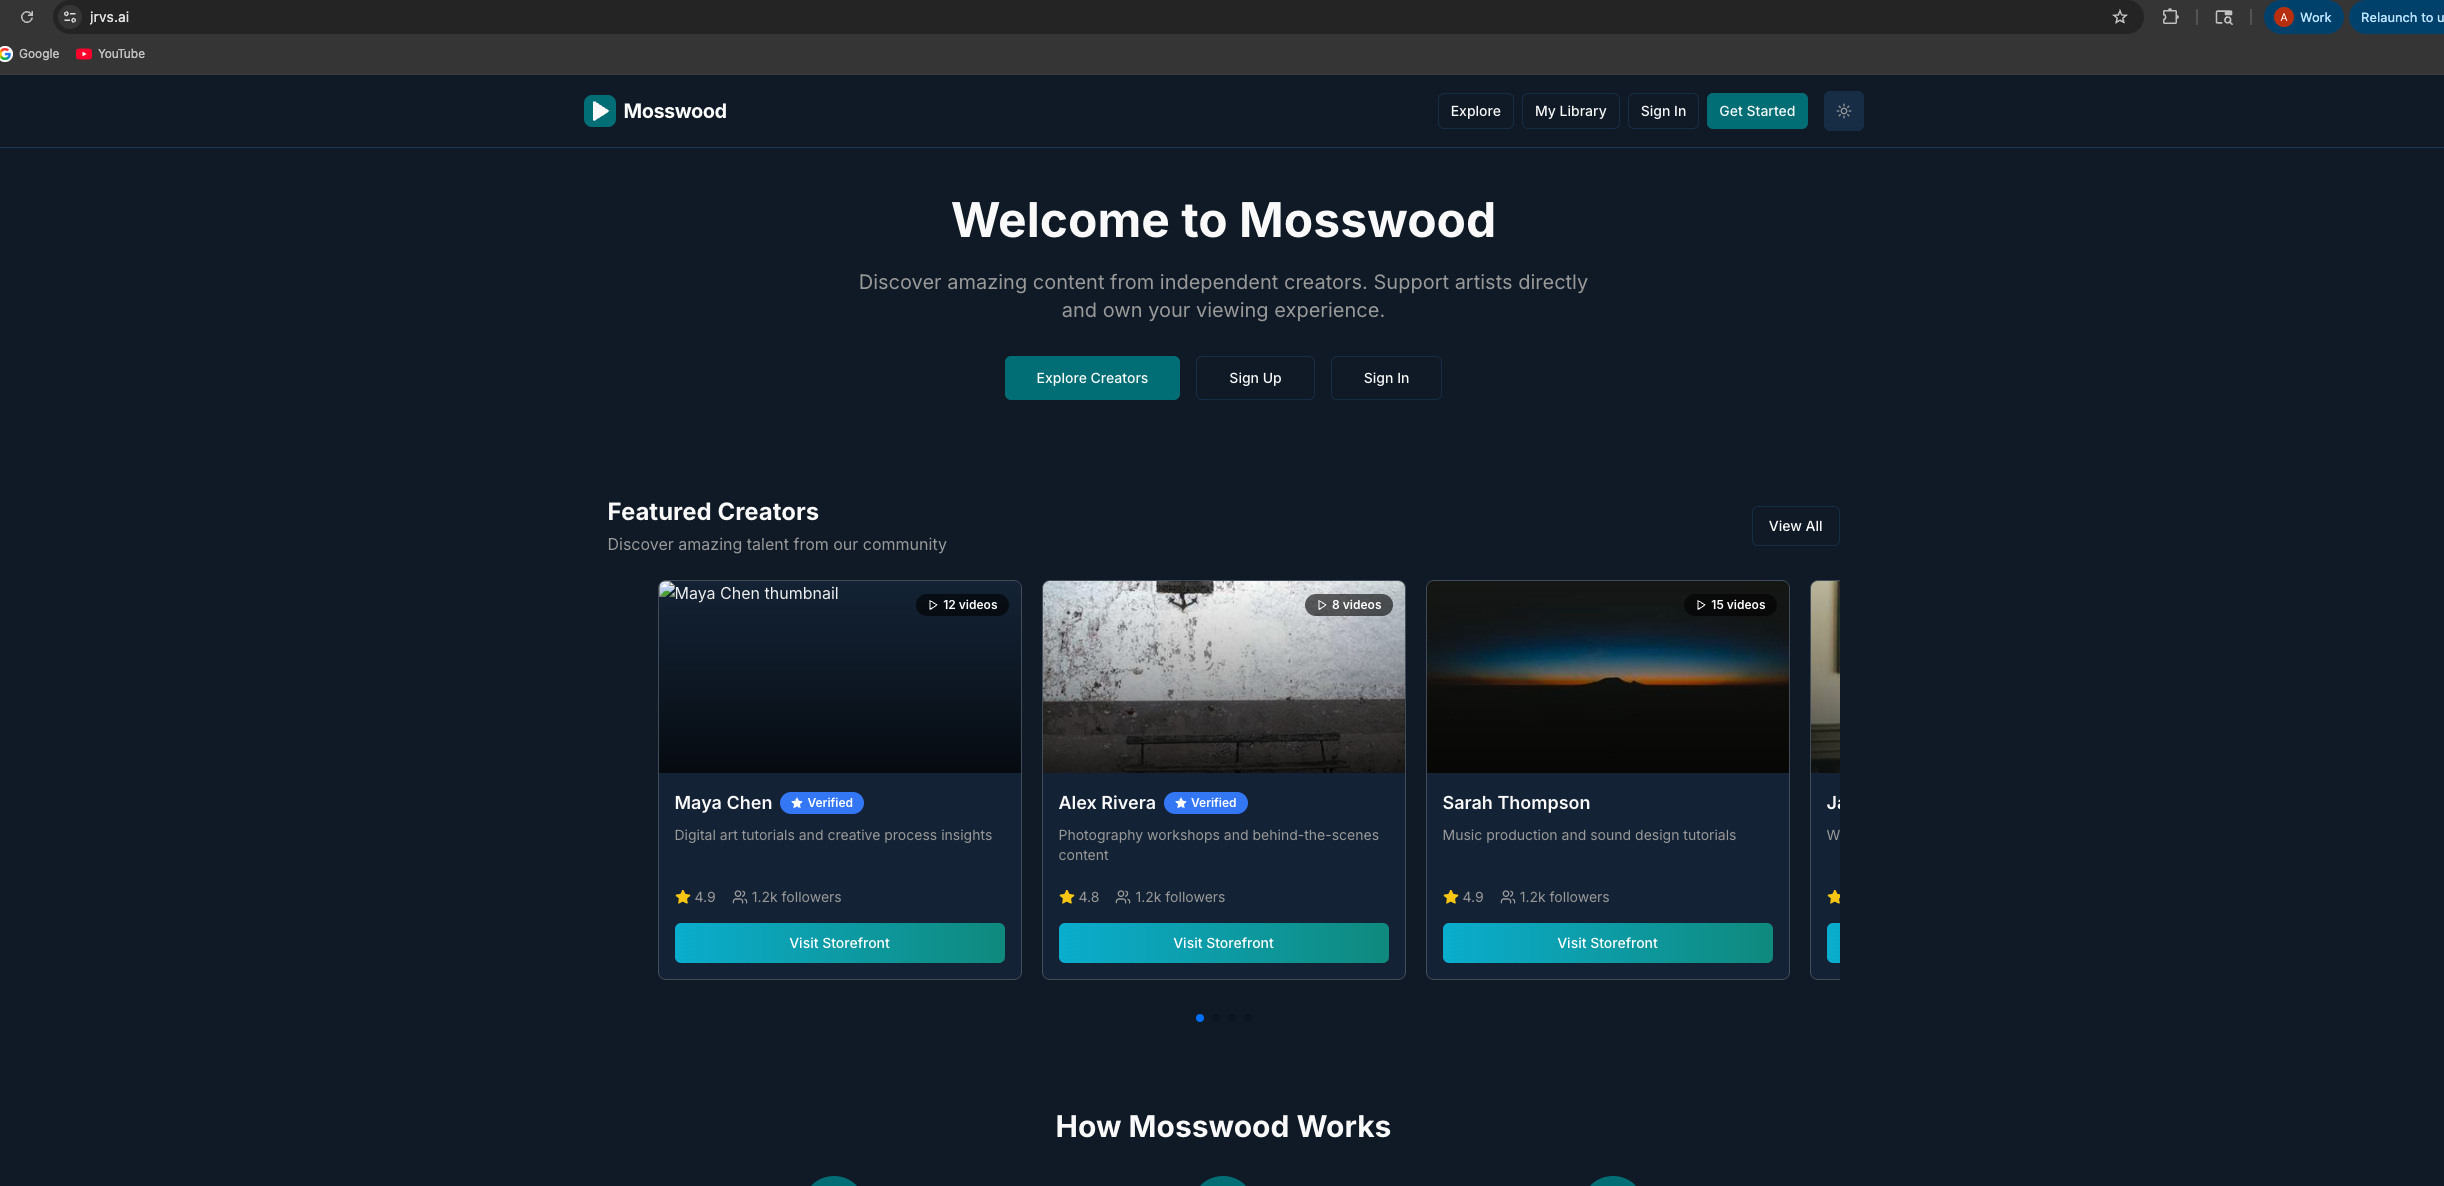 jrvs.ai
A
Work
Relaunch to u
Google
YouTube
Mosswood
Explore
My Library
Sign In
Get Started
Welcome to Mosswood
Discover amazing content from independent creators. Support artists directly
and own your viewing experience.
Explore Creators
Sign Up
Sign In
Featured Creators
Discover amazing talent from our community
View All
Maya Chen thumbnail
12 videos
8 videos
15 videos
Maya Chen
Verified
Digital art tutorials and creative process insights
4.9
1.2k followers
Visit Storefront
Alex Rivera
Verified
Photography workshops and behind-the-scenes
content
4.8
1.2k followers
Visit Storefront
Sarah Thompson
Music production and sound design tutorials
4.9
1.2k followers
Visit Storefront
How Mosswood Works